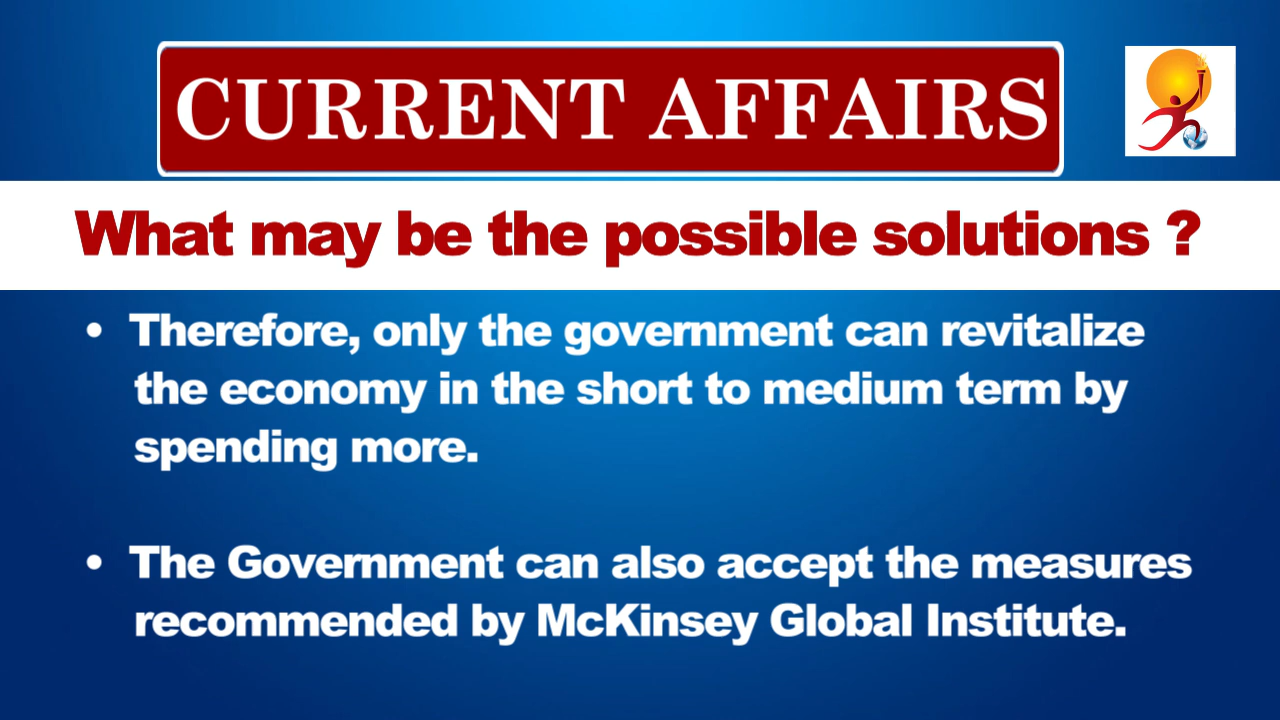 CURRENT AFFAIRS
What may be the possible solutions ?
• Therefore, only the government can revitalize
the economy in the short to medium term by
spending more.
• The Government can also accept the measures
recommended by McKinsey Global Institute.